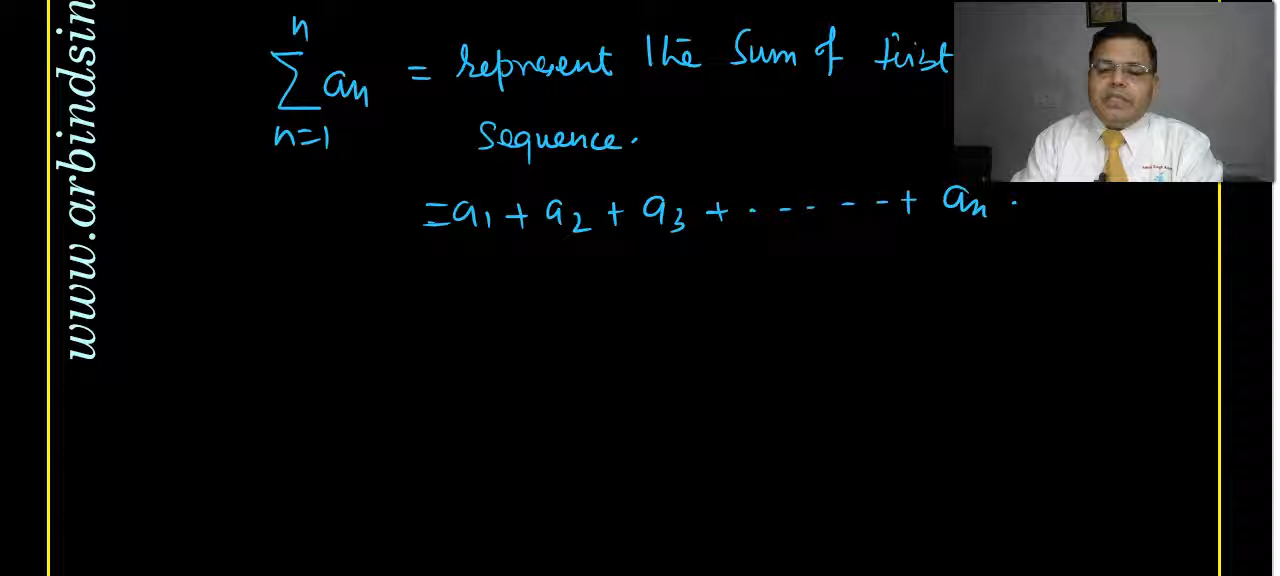 n
∑ an = represent the Sum of first
n=1
sequence.
= a1 + a2 + a3 + ....... + an .
www.arbindsin